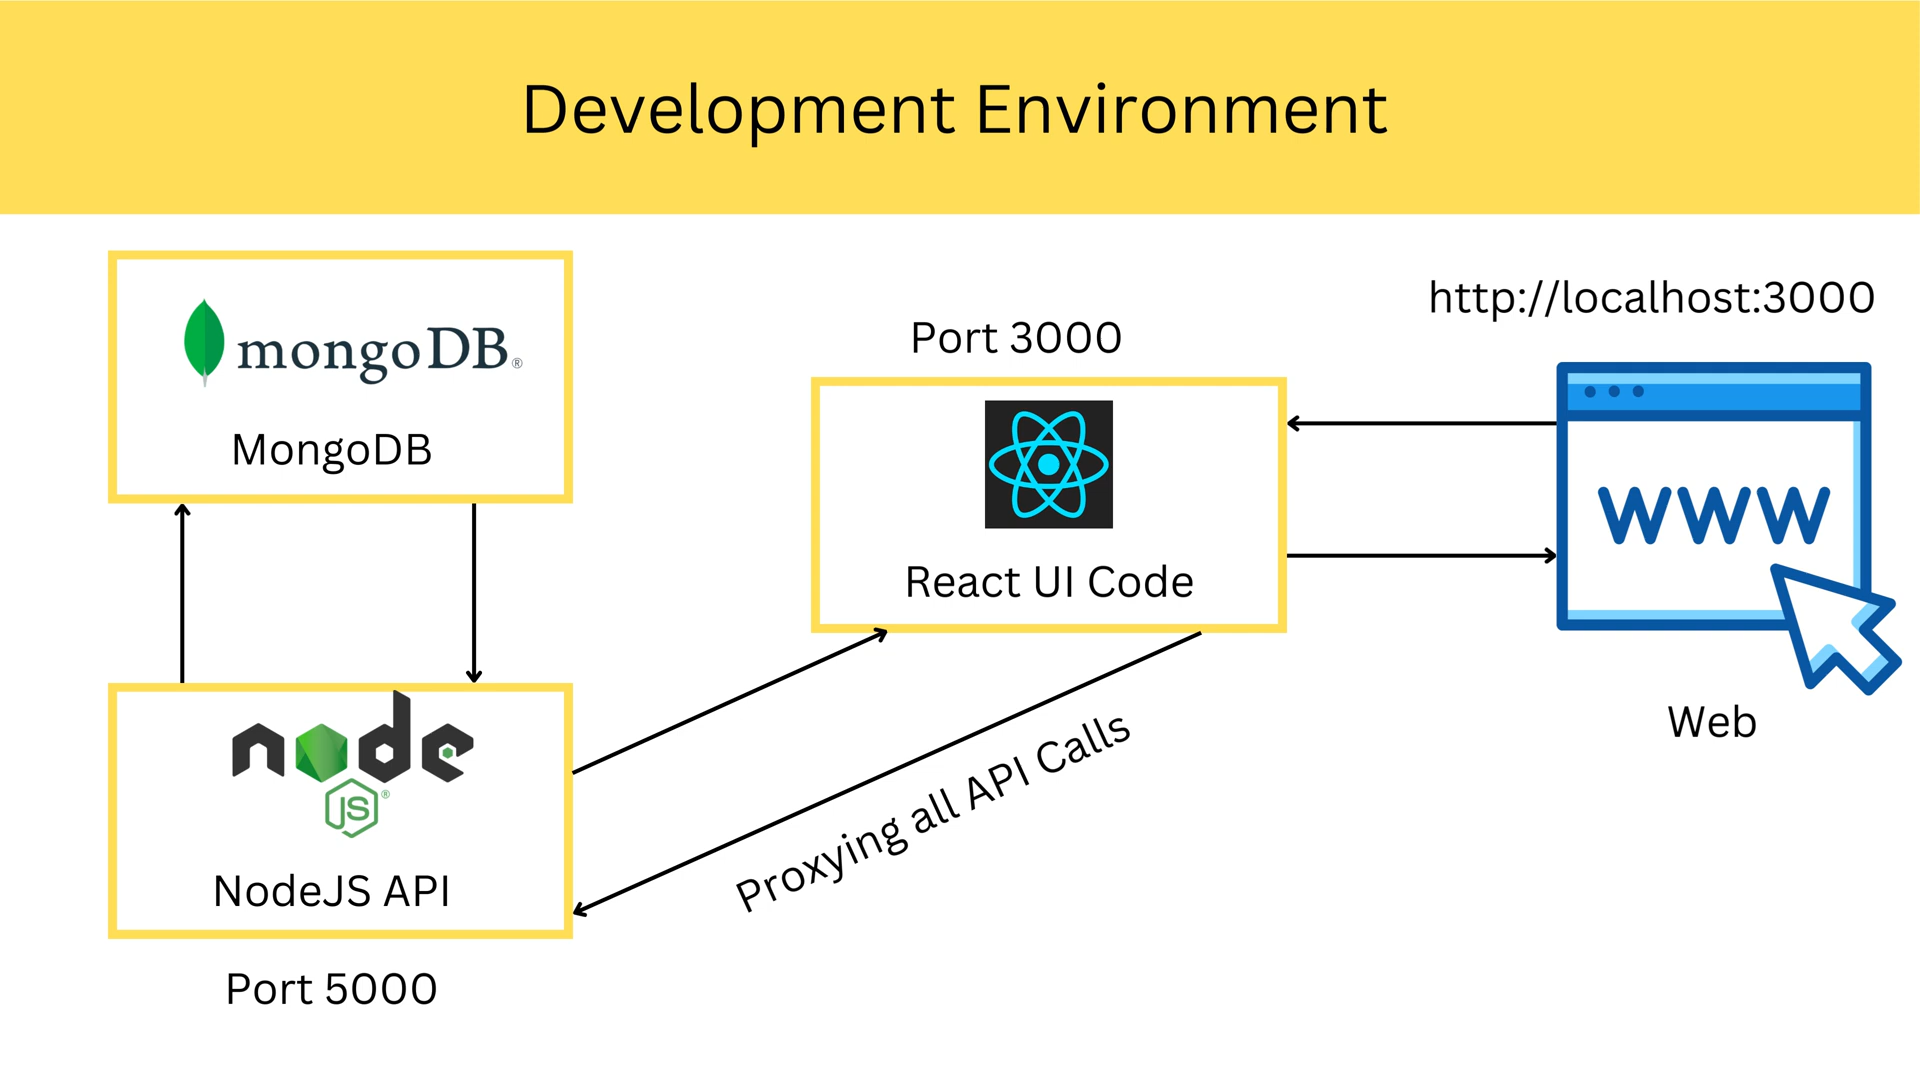 Development Environment
mongoDB®
MongoDB
node
JS®
NodeJS API
Port 5000
Port 3000
React UI Code
Proxying all API Calls
http://localhost:3000
WWW
Web